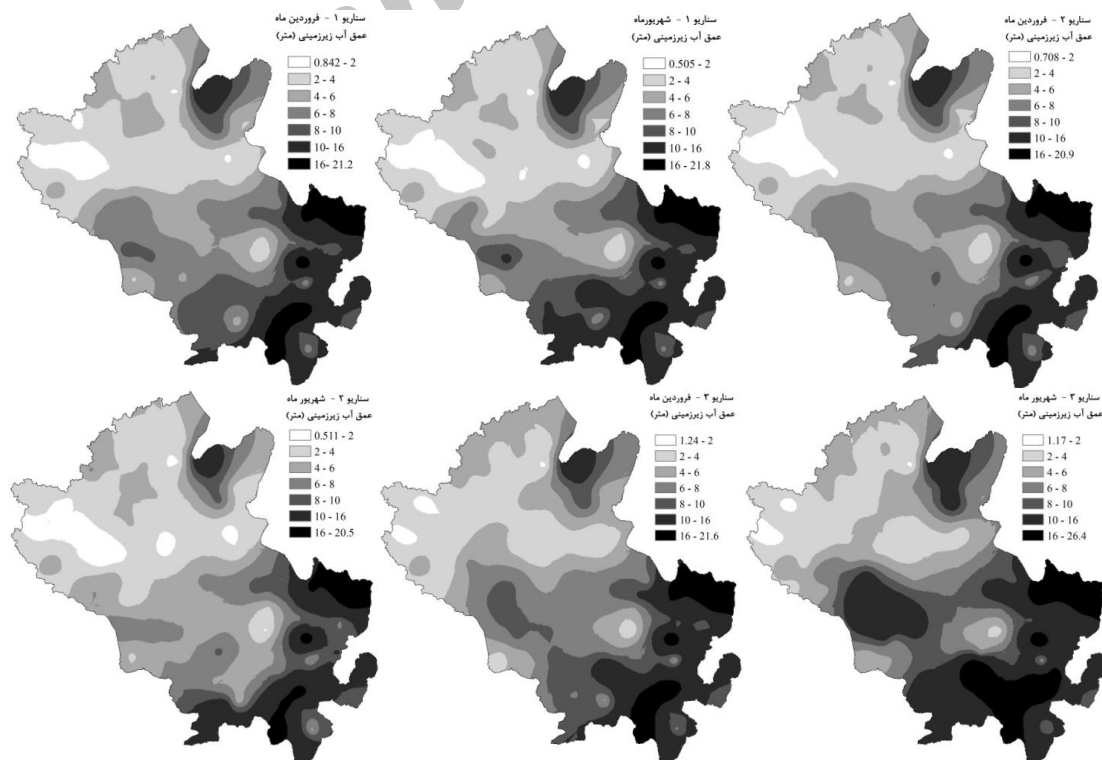 سناریو ۱ - فروردین ماه
عمق آب زیرزمینی (متر)
0.842 - 2
2 - 4
4 - 6
6 - 8
8 - 10
10- 16
16- 21.2
سناریو ۱ - شهریورماه
عمق آب زیرزمینی (متر)
0.505 - 2
2 - 4
4 - 6
6 - 8
8 - 10
10 - 16
16 - 21.8
سناریو ۲ - فروردین ماه
عمق آب زیرزمینی (متر)
0.708 - 2
2 - 4
4 - 6
6 - 8
8 - 10
10 - 16
16 - 20.9
سناریو ۲ - شهریور ماه
عمق آب زیرزمینی (متر)
0.511 - 2
2 - 4
4 - 6
6 - 8
8 - 10
10 - 16
16 - 20.5
سناریو ۳ - فروردین ماه
عمق آب زیرزمینی (متر)
1.24 - 2
2 - 4
4 - 6
6 - 8
8 - 10
10 - 16
16 - 21.6
سناریو ۳ - شهریور ماه
عمق آب زیرزمینی (متر)
1.17 - 2
2 - 4
4 - 6
6 - 8
8 - 10
10 - 16
16 - 26.4